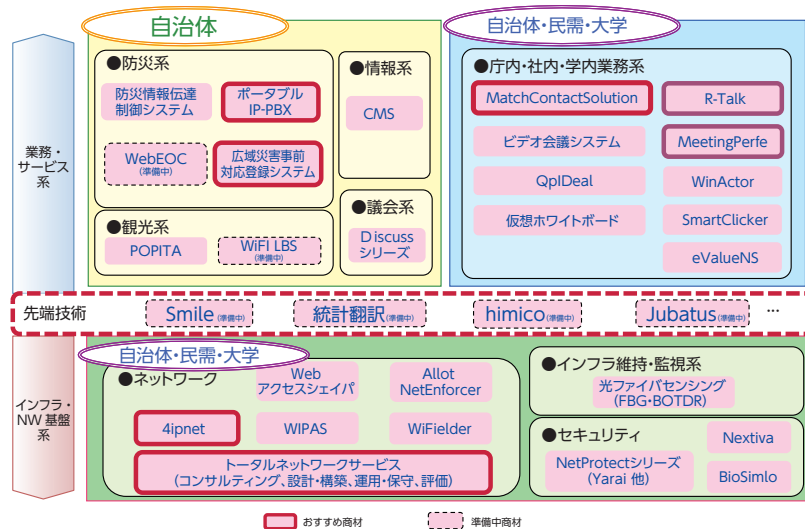 自治体
自治体・民需・大学
業務・
サービス
系
●防災系
防災情報伝達
制御システム
ポータブル
IP-PBX
WebEOC
(準備中)
広域災害事前
対応登録システム
●観光系
POPITA
WiFI LBS
(準備中)
●情報系
CMS
●議会系
Discuss
シリーズ
●庁内・社内・学内業務系
MatchContactSolution
R-Talk
ビデオ会議システム
MeetingPerfe
QpIDeal
WinActor
仮想ホワイトボード
SmartClicker
eValueNS
先端技術
Smile(準備中)
統計翻訳(準備中)
himico(準備中)
Jubatus(準備中)
…
インフラ・
NW基盤
系
自治体・民需・大学
●ネットワーク
Web
アクセスシェイパ
Allot
NetEnforcer
4ipnet
WIPAS
WiFielder
トータルネットワークサービス
(コンサルティング、設計・構築、運用・保守、評価)
●インフラ維持・監視系
光ファイバセンシング
(FBG・BOTDR)
●セキュリティ
Nextiva
NetProtectシリーズ
(Yarai 他)
BioSimlo
おすすめ商材
準備中商材